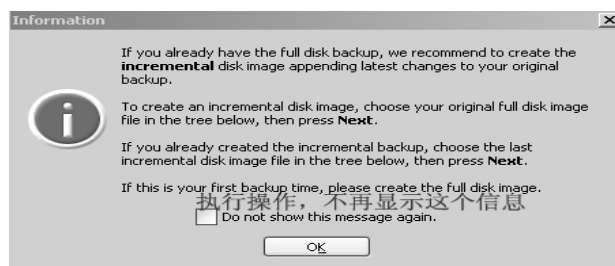 Information
If you already have the full disk backup, we recommend to create the
incremental disk image appending latest changes to your original
backup.
To create an incremental disk image, choose your original full disk image
file in the tree below, then press Next.
If you already created the incremental backup, choose the last
incremental disk image file in the tree below, then press Next.
If this is your first backup time, please create the full disk image.
执行操作，不再显示这个信息
Do not show this message again.
OK